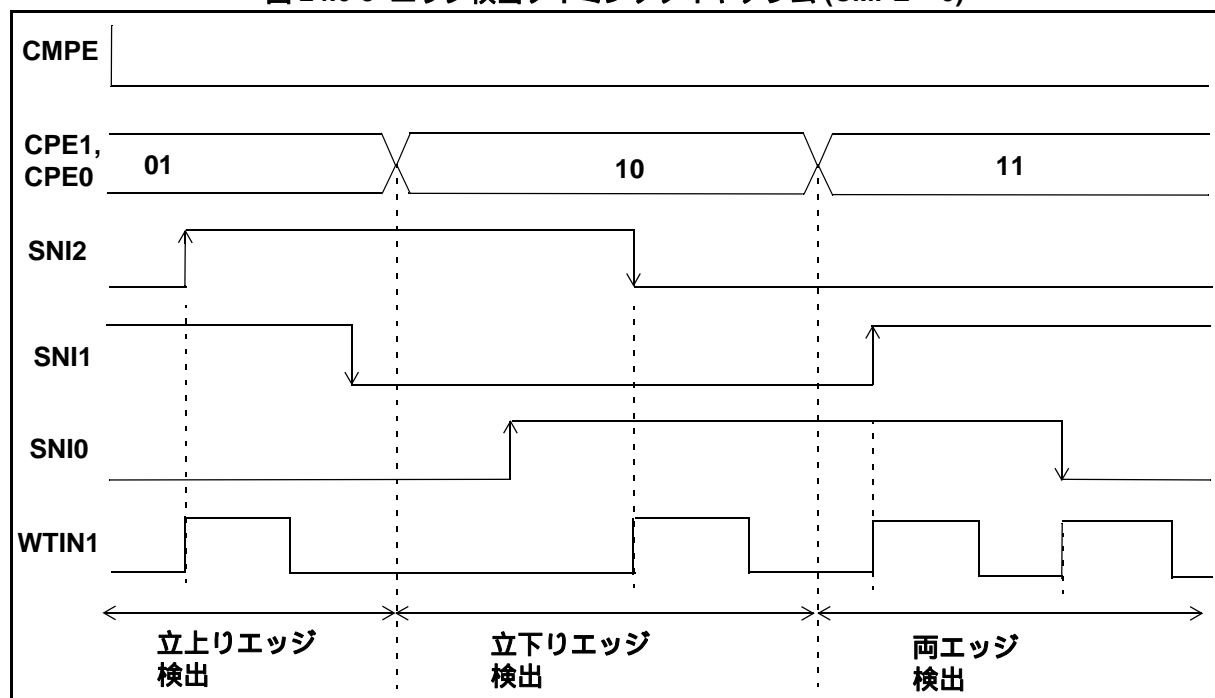 CMPE
CPE1,
CPE0
01
10
11
SNI2
SNI1
SNI0
WTIN1
立上りエッジ
検出
立下りエッジ
検出
両エッジ
検出